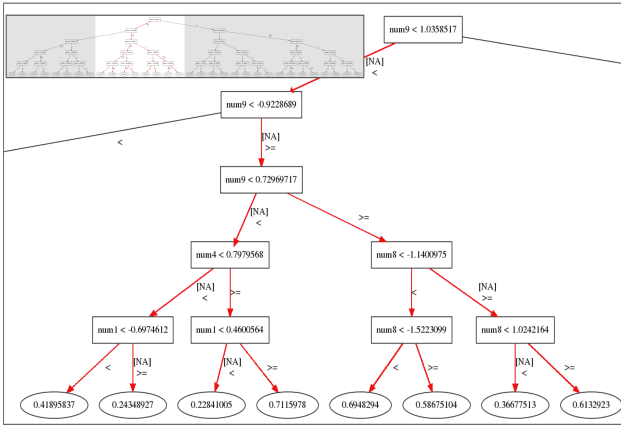 num9 < 1.0358517
[NA]
<
num9 < -0.9228689
<
[NA]
>=
num9 < 0.72969717
[NA]
<
>=
num4 < 0.7979568
num8 < -1.1400975
[NA]
<
>=
<
[NA]
>=
num1 < -0.6974612
num1 < 0.4600564
num8 < -1.5223099
num8 < 1.0242164
<
[NA]
>=
[NA]
<
>=
<
>=
[NA]
<
>=
0.41895837
0.24348927
0.22841005
0.7115978
0.6948294
0.58675104
0.36677513
0.6132923